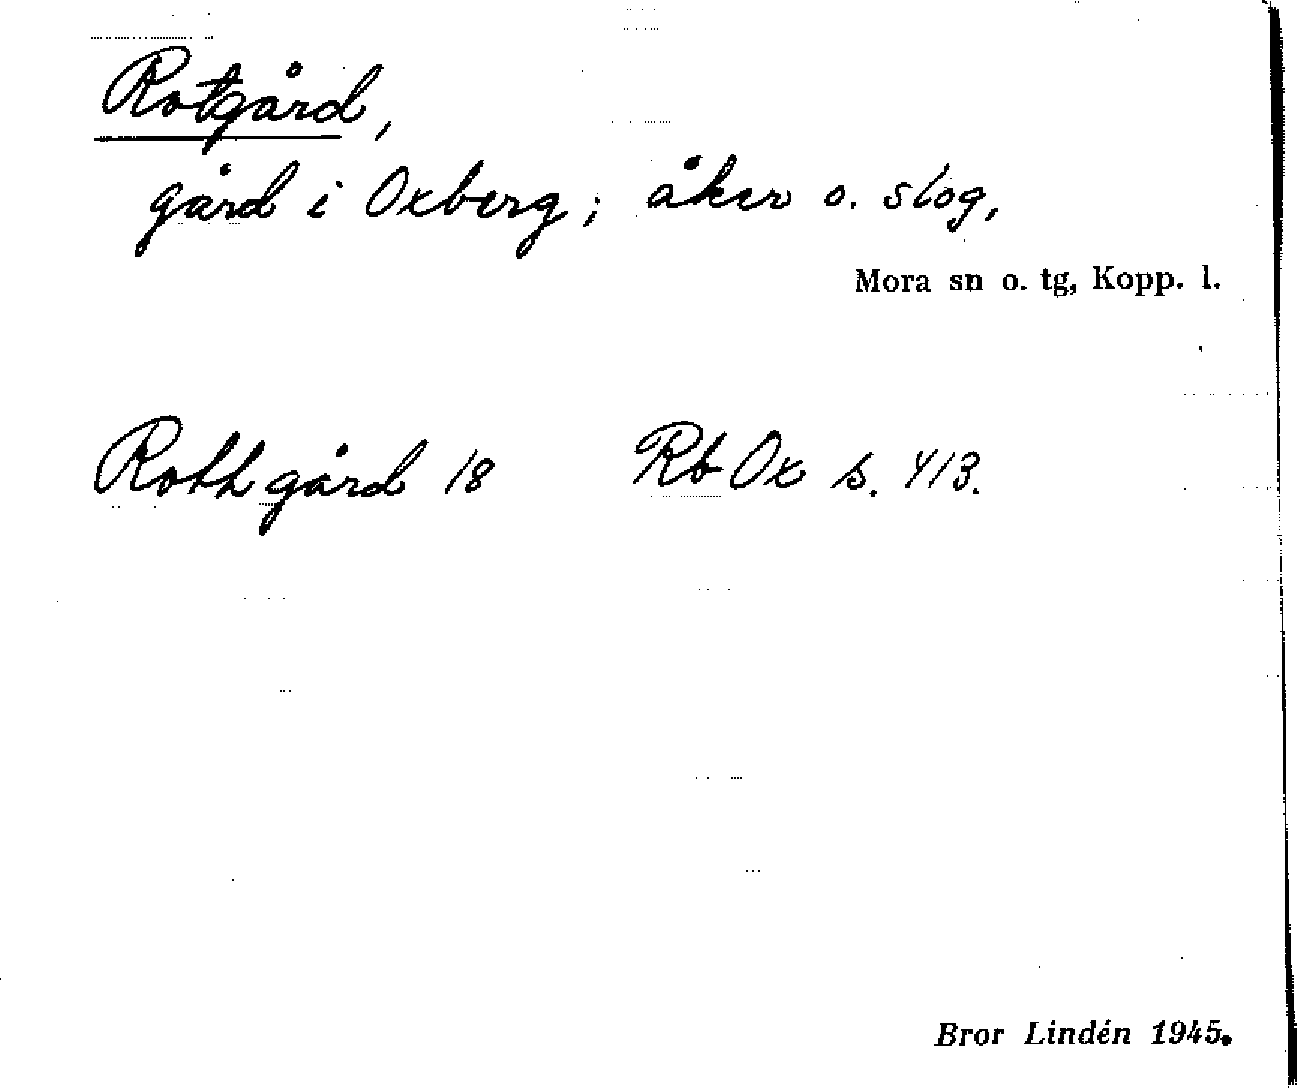 Rotgård,
gård i Oxberg; åker o. slog,
Mora sn o. tg, Kopp. l.
Rothgård 18 Rb Ox s. 413.
Bror Lindén 1945.